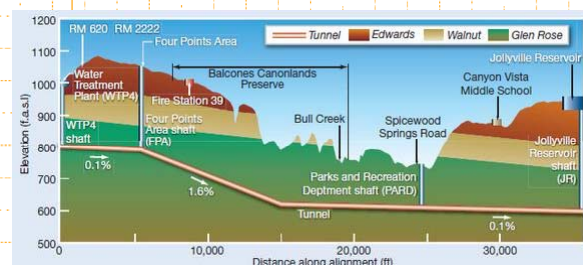 1200
1100
1000
900
800
700
600
500
Elevation (f.a.s.l)
RM 620 RM 2222
Four Points Area
Tunnel
Edwards
Walnut
Glen Rose
Jollyville Reservoir
Water
Treatment
Plant (WTP4)
Balcones Canonlands
Preserve
Canyon Vista
Middle School
Fire Station 39
WTP4
shaft
Four Points
Area shaft
(FPA)
Bull Creek
Spicewood
Springs Road
Jollyville
Reservoir
shaft
(JR)
Parks and Recreation
Deptment shaft (PARD)
0.1%
1.6%
Tunnel
0.1%
0
10,000
20,000
30,000
Distance along alignment (ft)